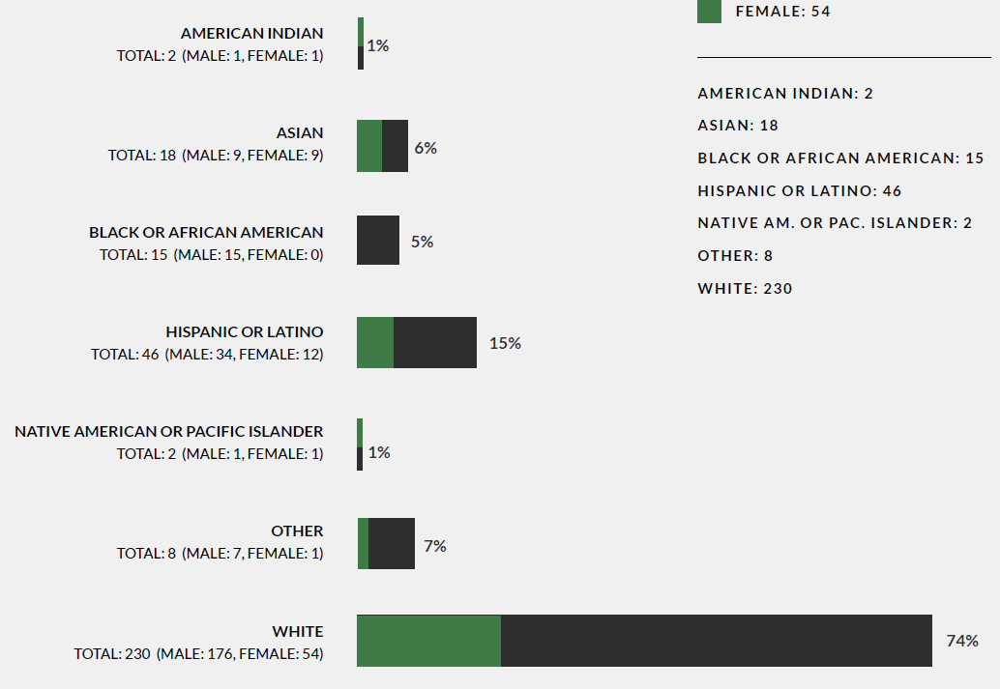 FEMALE: 54
AMERICAN INDIAN
TOTAL: 2 (MALE: 1, FEMALE: 1)
1%
ASIAN
TOTAL: 18 (MALE: 9, FEMALE: 9)
6%
BLACK OR AFRICAN AMERICAN
TOTAL: 15 (MALE: 15, FEMALE: 0)
5%
HISPANIC OR LATINO
TOTAL: 46 (MALE: 34, FEMALE: 12)
15%
NATIVE AMERICAN OR PACIFIC ISLANDER
TOTAL: 2 (MALE: 1, FEMALE: 1)
1%
OTHER
TOTAL: 8 (MALE: 7, FEMALE: 1)
7%
WHITE
TOTAL: 230 (MALE: 176, FEMALE: 54)
74%
AMERICAN INDIAN: 2
ASIAN: 18
BLACK OR AFRICAN AMERICAN: 15
HISPANIC OR LATINO: 46
NATIVE AM. OR PAC. ISLANDER: 2
OTHER: 8
WHITE: 230